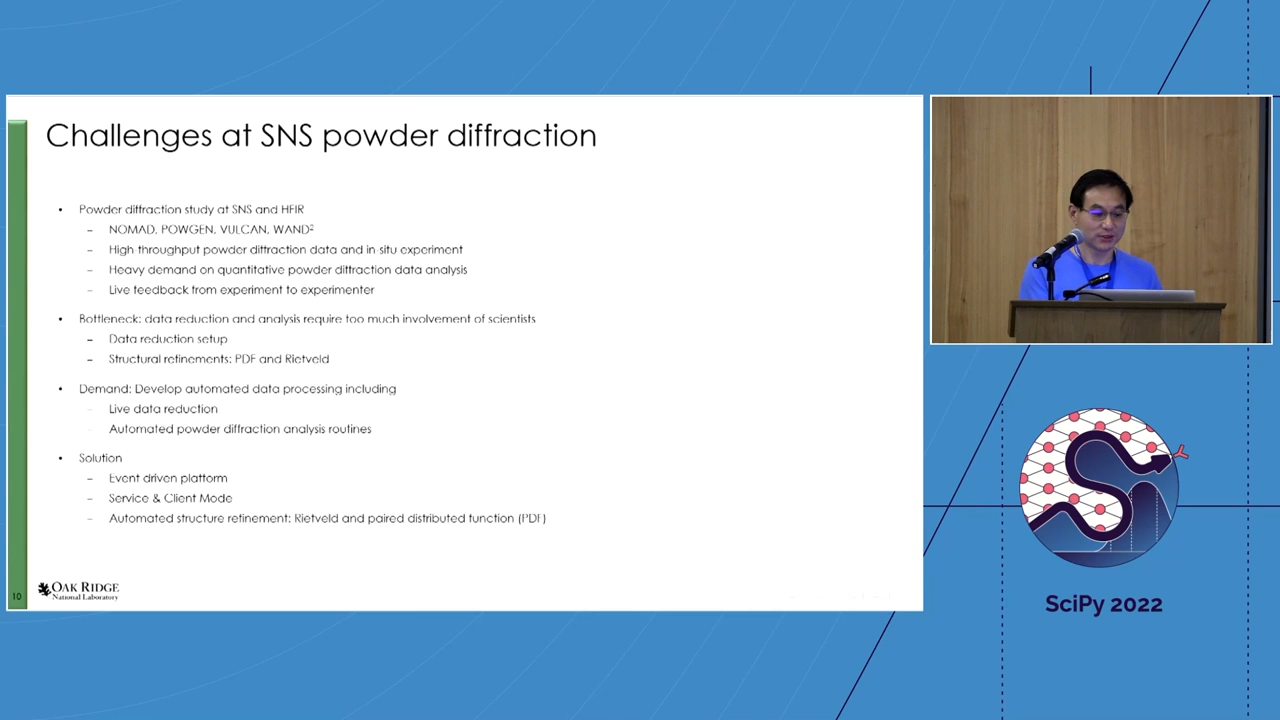 Challenges at SNS powder diffraction
• Powder diffraction study at SNS and HFIR
– NOMAD, POWGEN, VULCAN, WAND²
– High throughput powder diffraction data and in situ experiment
– Heavy demand on quantitative powder diffraction data analysis
– Live feedback from experiment to experimenter
• Bottleneck: data reduction and analysis require too much involvement of scientists
– Data reduction setup
– Structural refinements: PDF and Rietveld
• Demand: Develop automated data processing including
– Live data reduction
– Automated powder diffraction analysis routines
• Solution
– Event driven platform
– Service & Client Mode
– Automated structure refinement: Rietveld and paired distributed function (PDF)
10
OAK RIDGE
National Laboratory
SciPy 2022